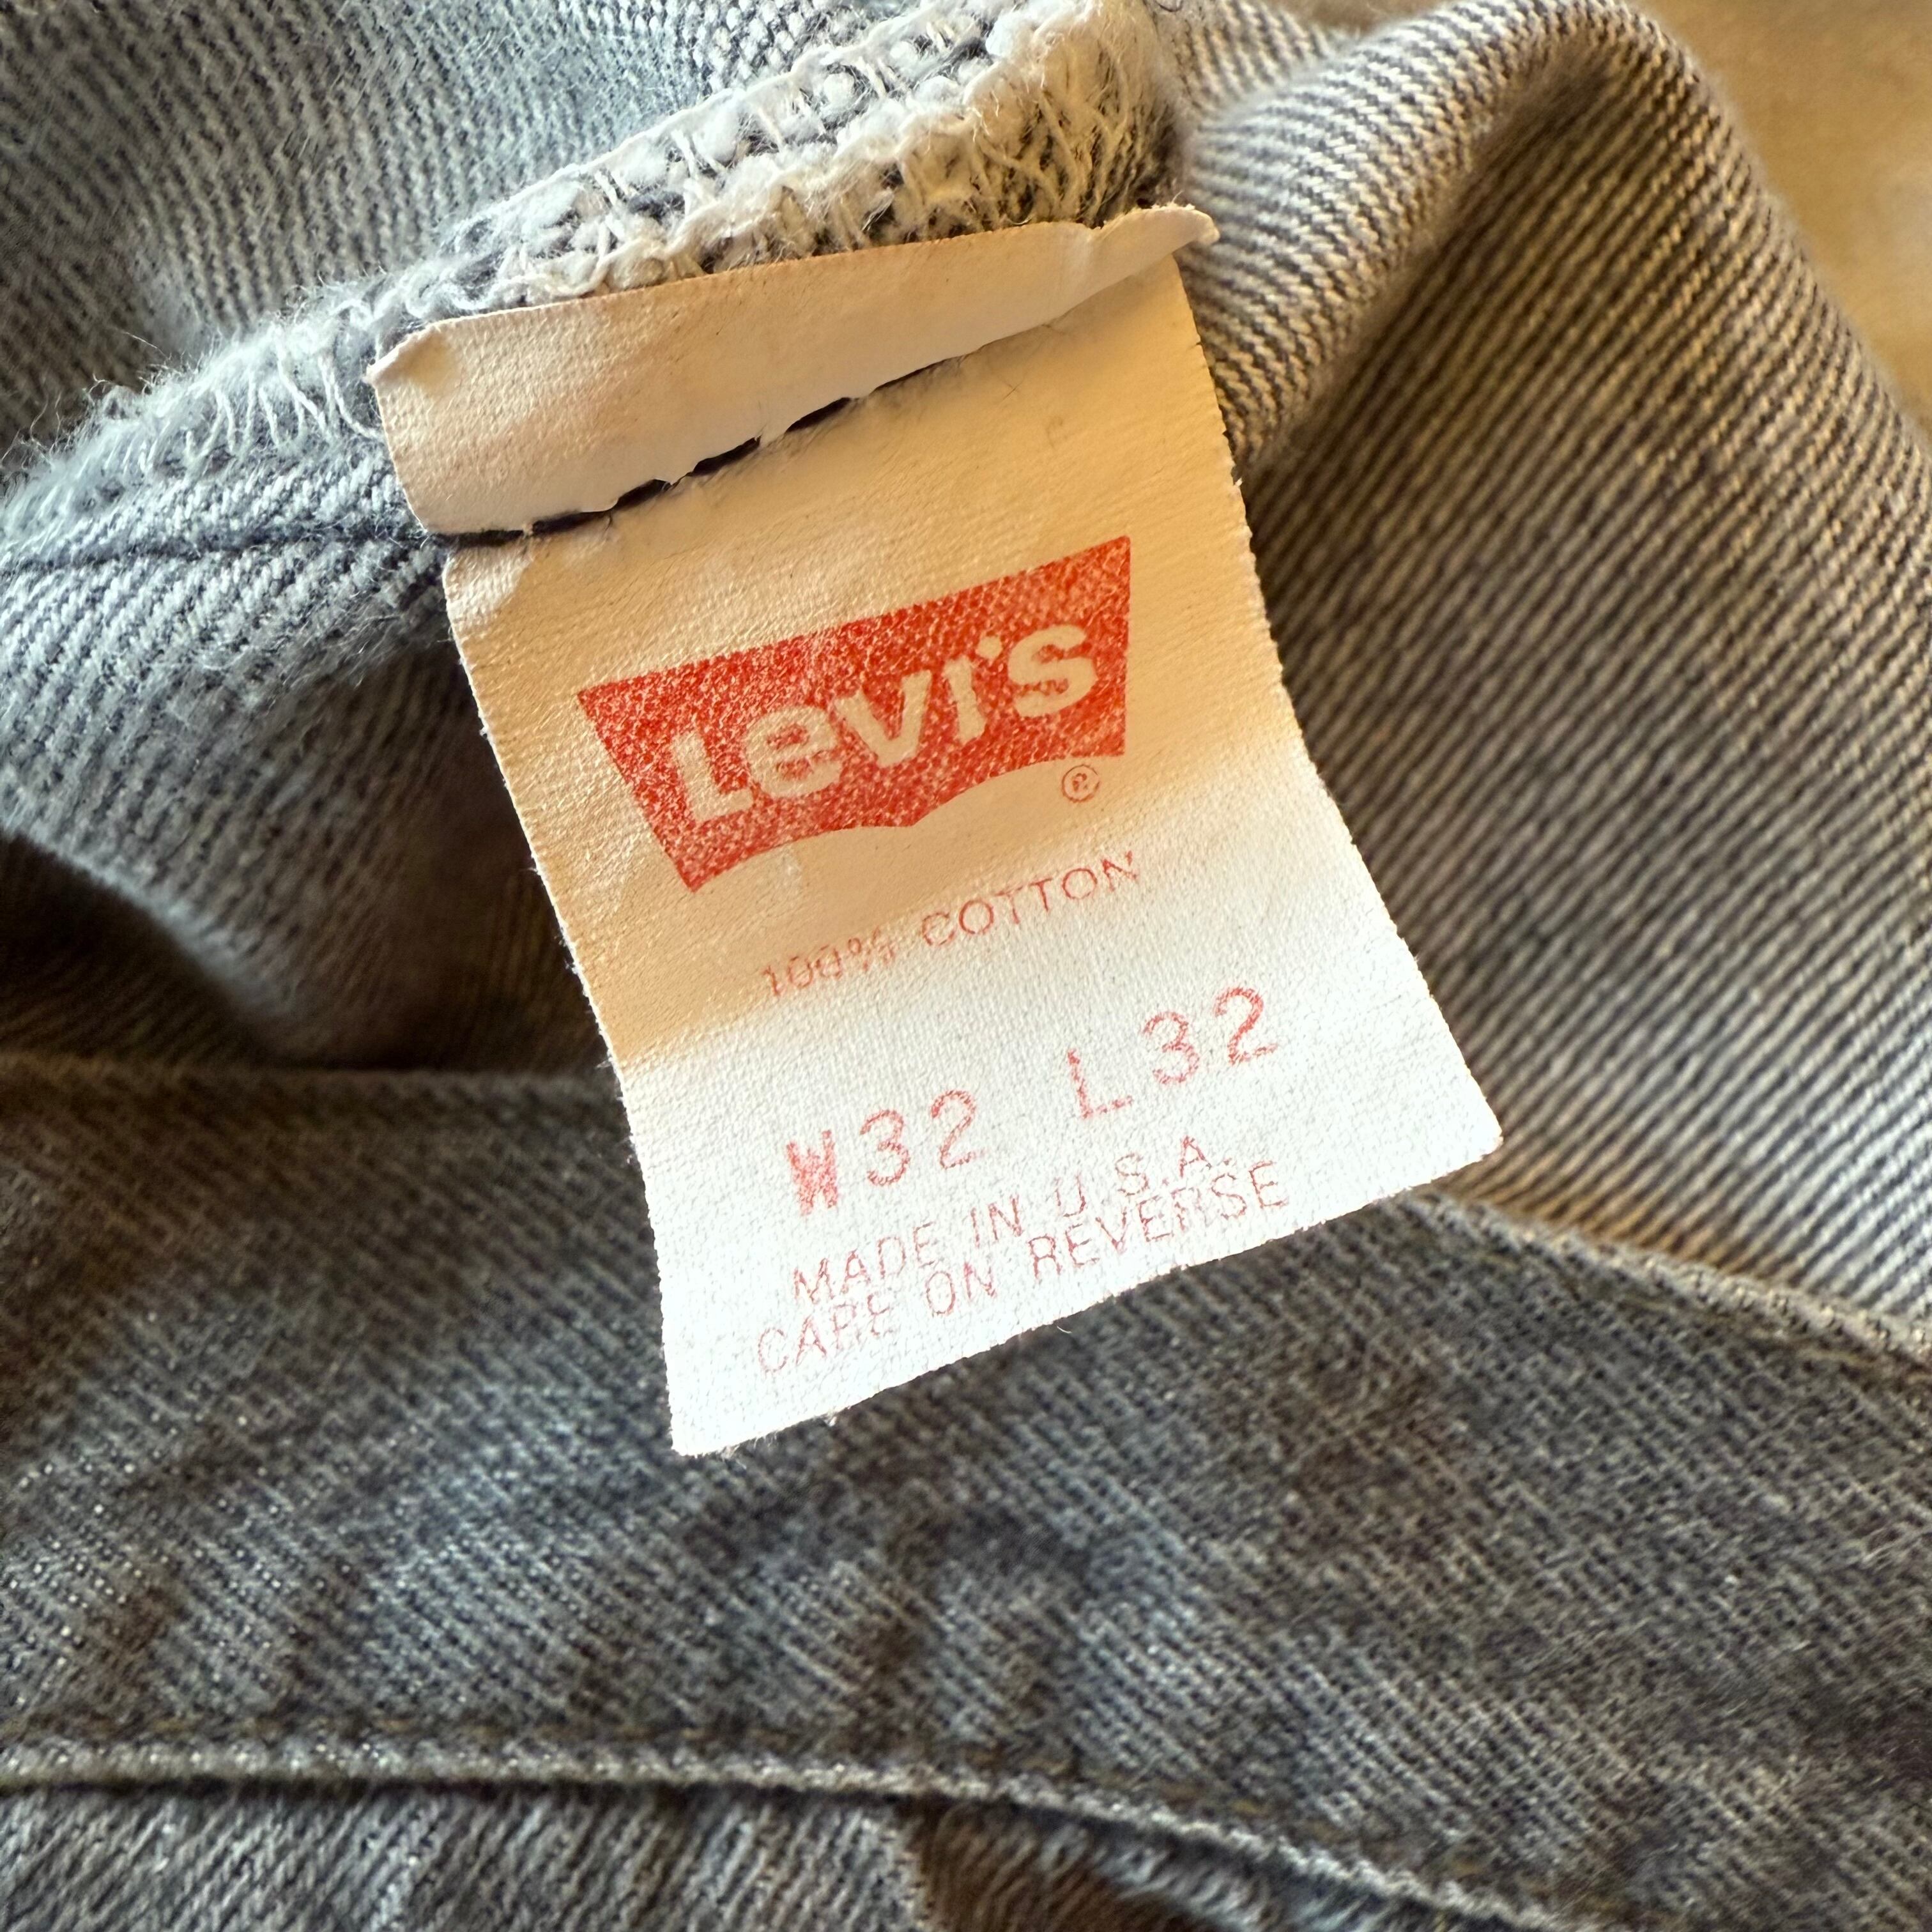 Levi's
®
100% COTTON
W32 L32
MADE IN U.S.A.
CARE ON REVERSE